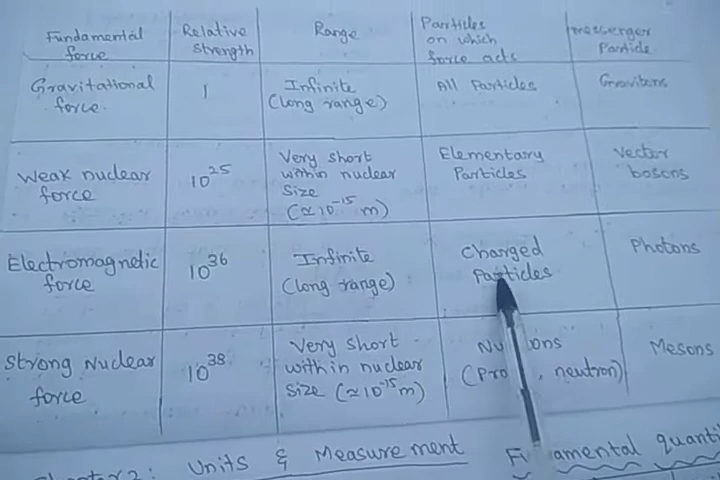 Fundamental force
Relative strength
Range
Particles on which force acts
messenger Particle
Gravitational force.
1
Infinite (Long range)
All Particles
Gravitons
Weak nuclear force
10^25
Very short within nuclear size (≃10^-15 m)
Elementary Particles
Vector bosons
Electromagnetic force
10^36
Infinite (long range)
Charged Particles
Photons
Strong Nuclear force
10^38
Very short within nuclear size (≃10^-15 m)
(
, neutron)
Mesons
2: Units & Measurement